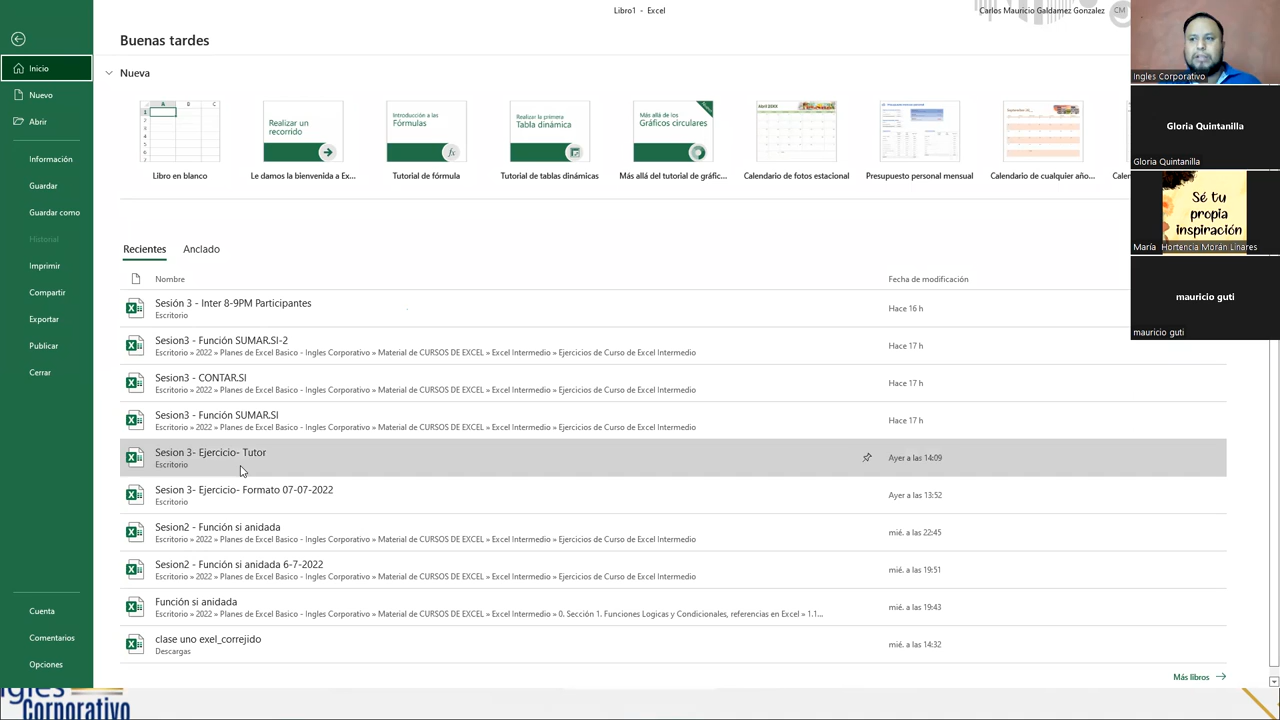 Libro1 - Excel
Carlos Mauricio Galdamez Gonzalez
CM
Buenas tardes
Inicio
Nuevo
Abrir
Información
Guardar
Guardar como
Historial
Imprimir
Compartir
Exportar
Publicar
Cerrar
Cuenta
Comentarios
Opciones
Nueva
A B C
Realizar un
recorrido
Introducción a las
Fórmulas
fx
Realizar la primera
Tabla dinámica
Más allá de los
Gráficos circulares
Abril 20XX
Libro en blanco
Le damos la bienvenida a Ex...
Tutorial de fórmula
Tutorial de tablas dinámicas
Más allá del tutorial de gráfic...
Calendario de fotos estacional
Presupuesto personal mensual
Calendario de cualquier año...
Recientes
Anclado
Nombre
Fecha de modificación
Sesión 3 - Inter 8-9PM Participantes
Escritorio
Hace 16 h
Sesion3 - Función SUMAR.SI-2
Escritorio » 2022 » Planes de Excel Basico - Ingles Corporativo » Material de CURSOS DE EXCEL » Excel Intermedio » Ejercicios de Curso de Excel Intermedio
Hace 17 h
Sesion3 - CONTAR.SI
Escritorio » 2022 » Planes de Excel Basico - Ingles Corporativo » Material de CURSOS DE EXCEL » Excel Intermedio » Ejercicios de Curso de Excel Intermedio
Hace 17 h
Sesion3 - Función SUMAR.SI
Escritorio » 2022 » Planes de Excel Basico - Ingles Corporativo » Material de CURSOS DE EXCEL » Excel Intermedio » Ejercicios de Curso de Excel Intermedio
Hace 17 h
Sesion 3- Ejercicio- Tutor
Escritorio
Ayer a las 14:09
Sesion 3- Ejercicio- Formato 07-07-2022
Escritorio
Ayer a las 13:52
Sesion2 - Función si anidada
Escritorio » 2022 » Planes de Excel Basico - Ingles Corporativo » Material de CURSOS DE EXCEL » Excel Intermedio » Ejercicios de Curso de Excel Intermedio
mié. a las 22:45
Sesion2 - Función si anidada 6-7-2022
Escritorio » 2022 » Planes de Excel Basico - Ingles Corporativo » Material de CURSOS DE EXCEL » Excel Intermedio » Ejercicios de Curso de Excel Intermedio
mié. a las 19:51
Función si anidada
Escritorio » 2022 » Planes de Excel Basico - Ingles Corporativo » Material de CURSOS DE EXCEL » Excel Intermedio » 0. Sección 1. Funciones Logicas y Condicionales, referencias en Excel » 1.1...
mié. a las 19:43
clase uno exel_correjido
Descargas
mié. a las 14:32
Más libros
Ingles Corporativo
Gloria Quintanilla
Gloria Quintanilla
Sé tu
propia
inspiración
María Hortencia Morán Linares
mauricio guti
mauricio guti
Ingles
Corporativo